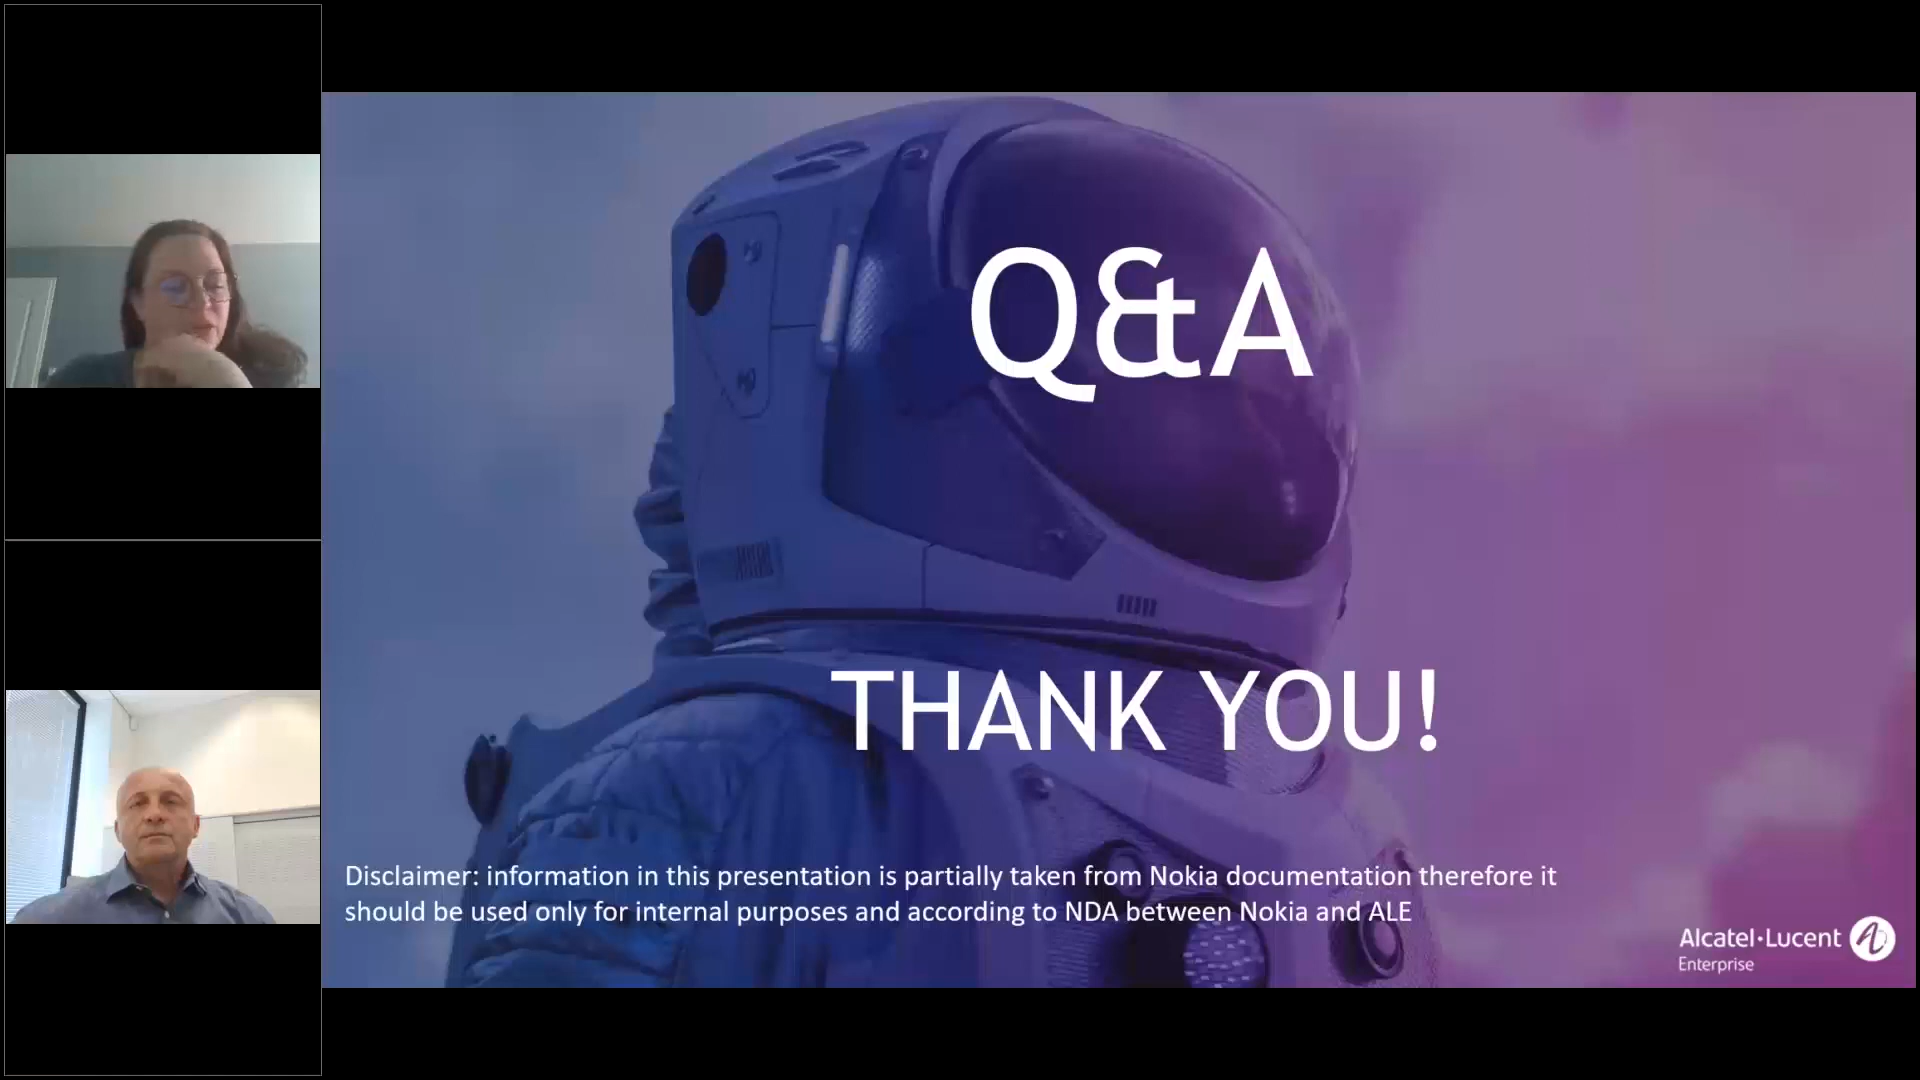 Q&A
THANK YOU!
Disclaimer: information in this presentation is partially taken from Nokia documentation therefore it
should be used only for internal purposes and according to NDA between Nokia and ALE
Alcatel·Lucent
Enterprise